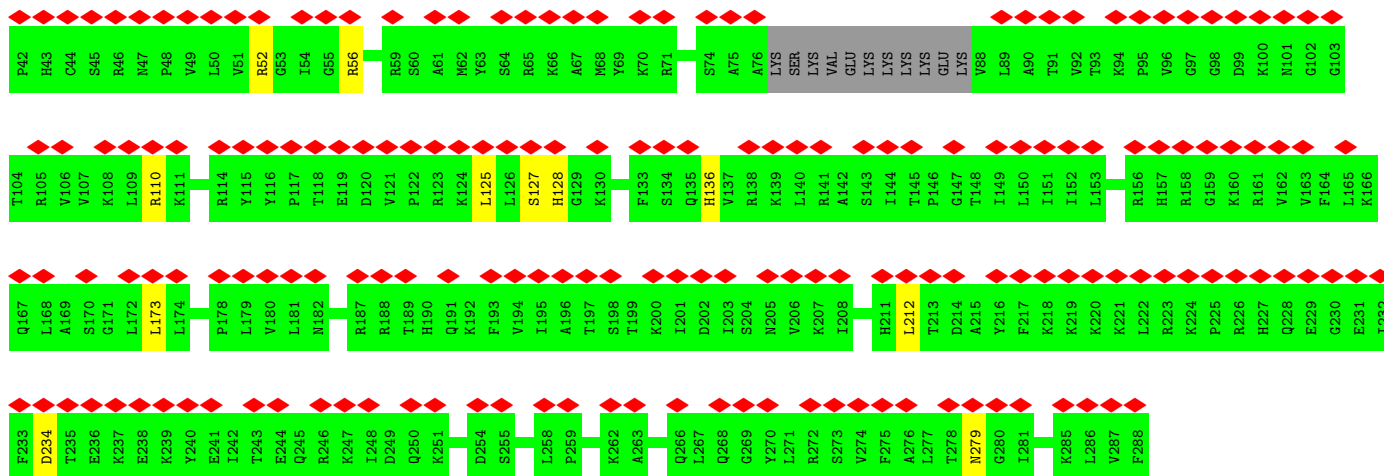 P42 H43 C44 S45 R46 N47 P48 V49 L50 V51 R52 G53 I54 G55 R56 R59 S60 A61 M62 Y63 S64 R65 K66 A67 M68 Y69 K70 R71 S74 A75 A76 LYS SER LYS VAL GLU LYS LYS LYS LYS GLU LYS V88 L89 A90 T91 V92 T93 K94 P95 V96 G97 G98 D99 K100 N101 G102 G103
T104 R105 V106 V107 K108 L109 R110 K111 R114 Y115 Y116 P117 T118 E119 D120 V121 P122 R123 K124 L125 L126 S127 H128 G129 K130 F133 S134 Q135 H136 V137 R138 K139 L140 R141 A142 S143 I144 T145 P146 G147 T148 I149 L150 I151 I152 L153 R156 H157 R158 G159 K160 R161 V162 V163 F164 L165 K166
Q167 L168 A169 S170 G171 L172 L173 L174 P178 L179 V180 L181 N182 R187 R188 T189 H190 Q191 K192 F193 V194 I195 A196 T197 S198 T199 K200 I201 D202 I203 S204 N205 V206 K207 I208 H211 L212 T213 D214 A215 Y216 F217 K218 K219 K220 K221 L222 R223 K224 P225 R226 H227 Q228 E229 G230 E231 I232
F233 D234 T235 E236 K237 E238 K239 Y240 E241 I242 T243 E244 Q245 R246 K247 I248 D249 Q250 K251 D254 S255 L258 P259 K262 A263 Q266 L267 Q268 G269 Y270 L271 R272 S273 V274 F275 A276 L277 T278 N279 G280 I281 K285 L286 V287 F288